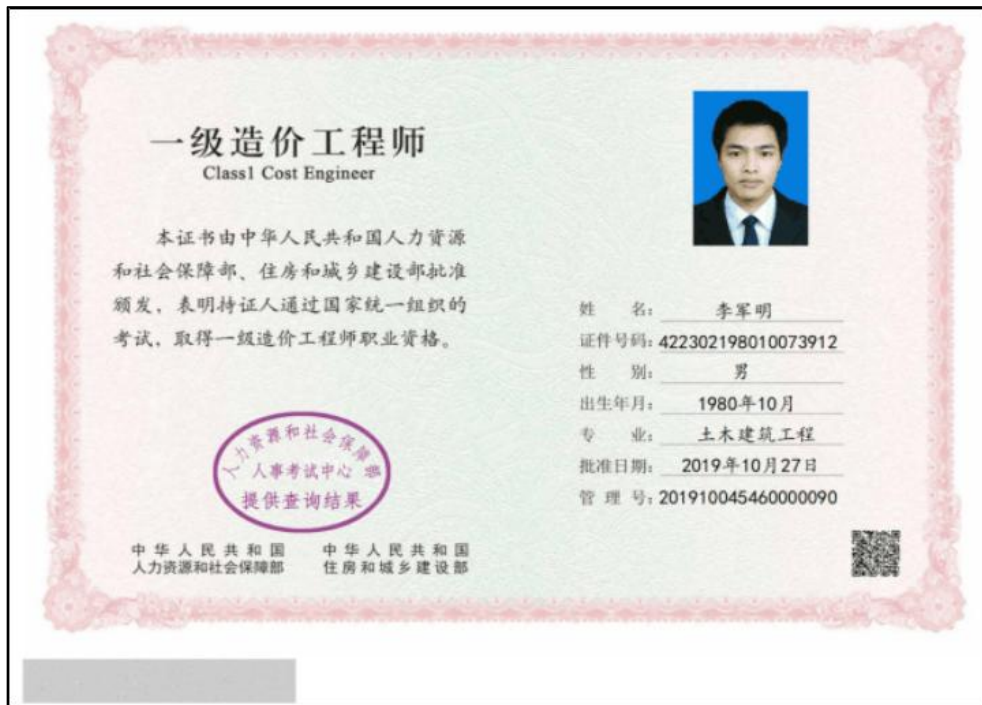 一级造价工程师
Class1 Cost Engineer
本证书由中华人民共和国人力资源
和社会保障部、住房和城乡建设部批准
颁发，表明持证人通过国家统一组织的
考试，取得一级造价工程师职业资格。
人力资源和社会保障部
人事考试中心
提供查询结果
中华人民共和国
人力资源和社会保障部
中华人民共和国
住房和城乡建设部
姓 名：李军明
证件号码：422302198010073912
性 别：男
出生年月：1980年10月
专 业：土木建筑工程
批准日期：2019年10月27日
管 理 号：201910045460000090